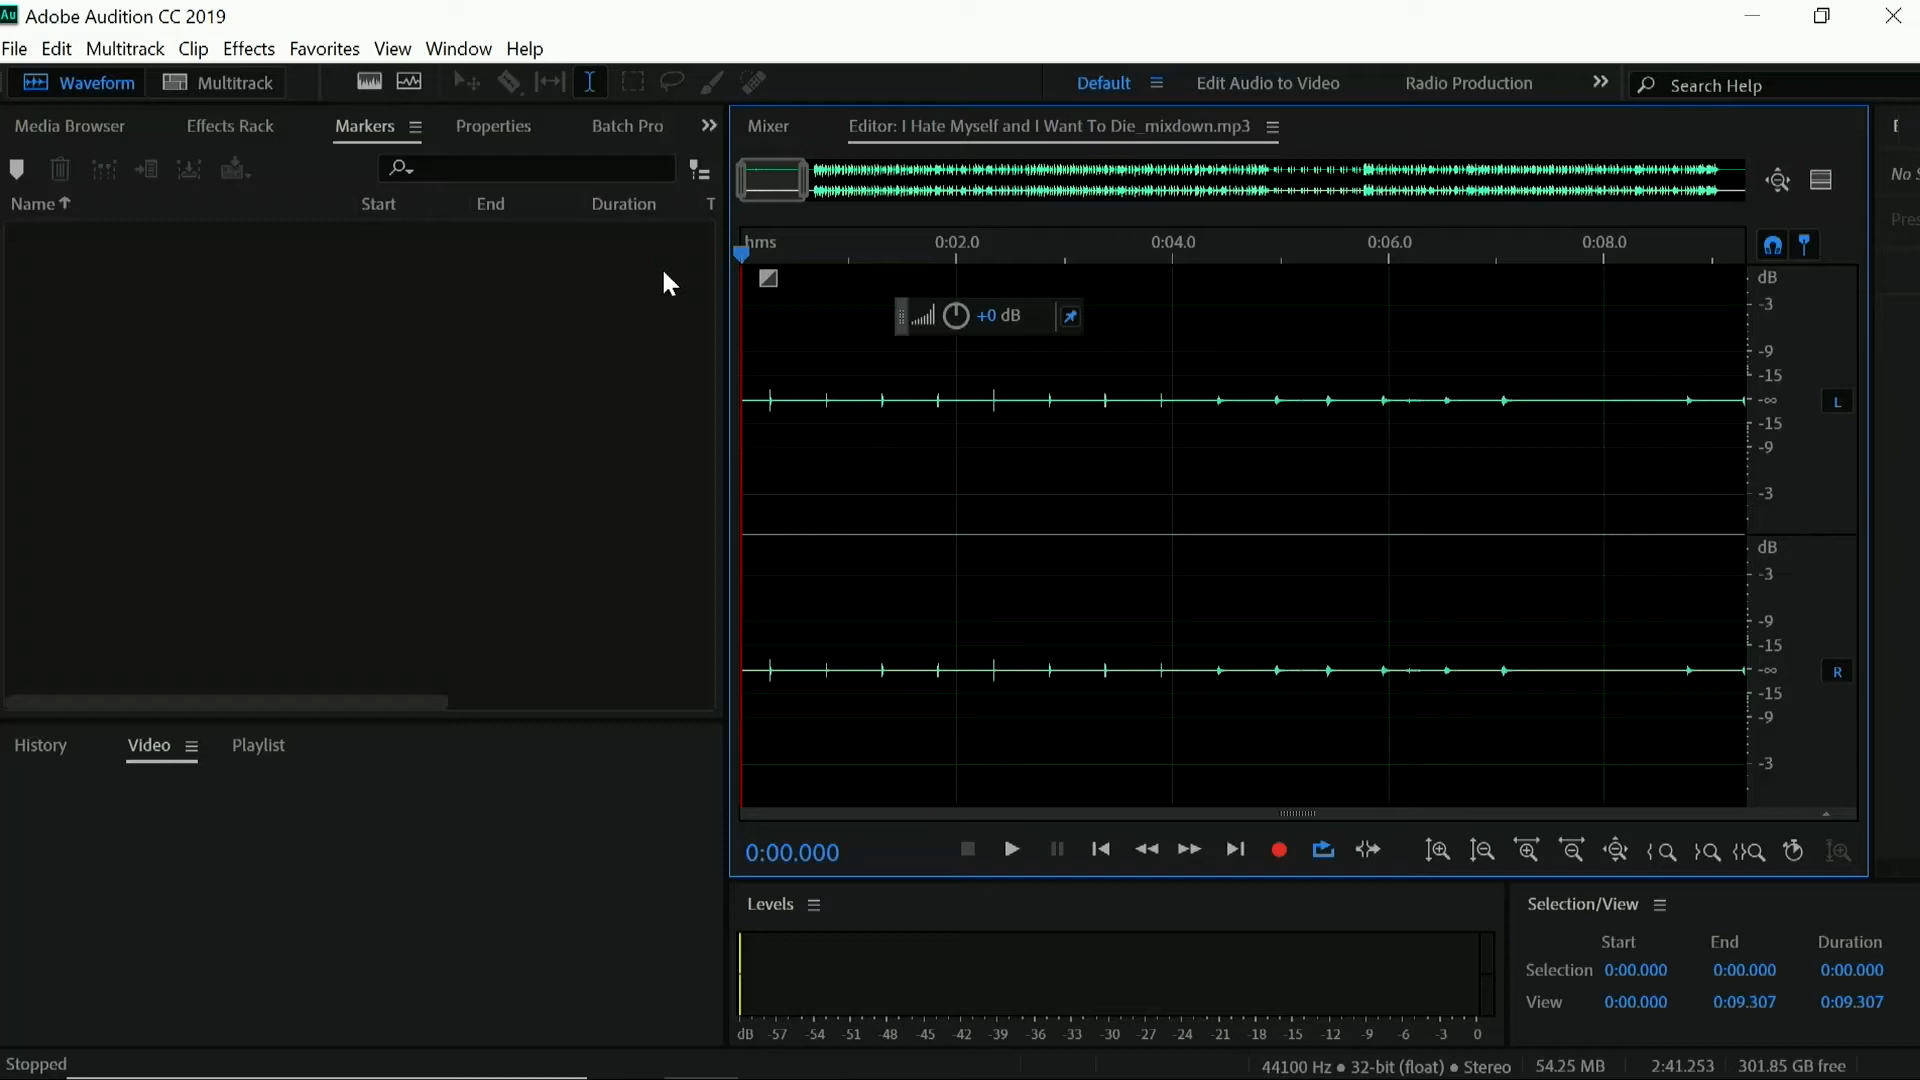 Au Adobe Audition CC 2019
File Edit Multitrack Clip Effects Favorites View Window Help
Waveform Multitrack Default Edit Audio to Video Radio Production Search Help
Media Browser Effects Rack Markers Properties Batch Pro
Name Start End Duration T
Mixer Editor: I Hate Myself and I Want To Die_mixdown.mp3
hms 0:02.0 0:04.0 0:06.0 0:08.0
+0 dB
dB
-3
-9
-15
-∞
-15
-9
-3
L
dB
-3
-9
-15
-∞
-15
-9
-3
R
No S
Pres
History Video Playlist
0:00.000
Levels
dB -57 -54 -51 -48 -45 -42 -39 -36 -33 -30 -27 -24 -21 -18 -15 -12 -9 -6 -3 0
Selection/View
Start End Duration
Selection 0:00.000 0:00.000 0:00.000
View 0:00.000 0:09.307 0:09.307
Stopped 44100 Hz • 32-bit (float) • Stereo 54.25 MB 2:41.253 301.85 GB free